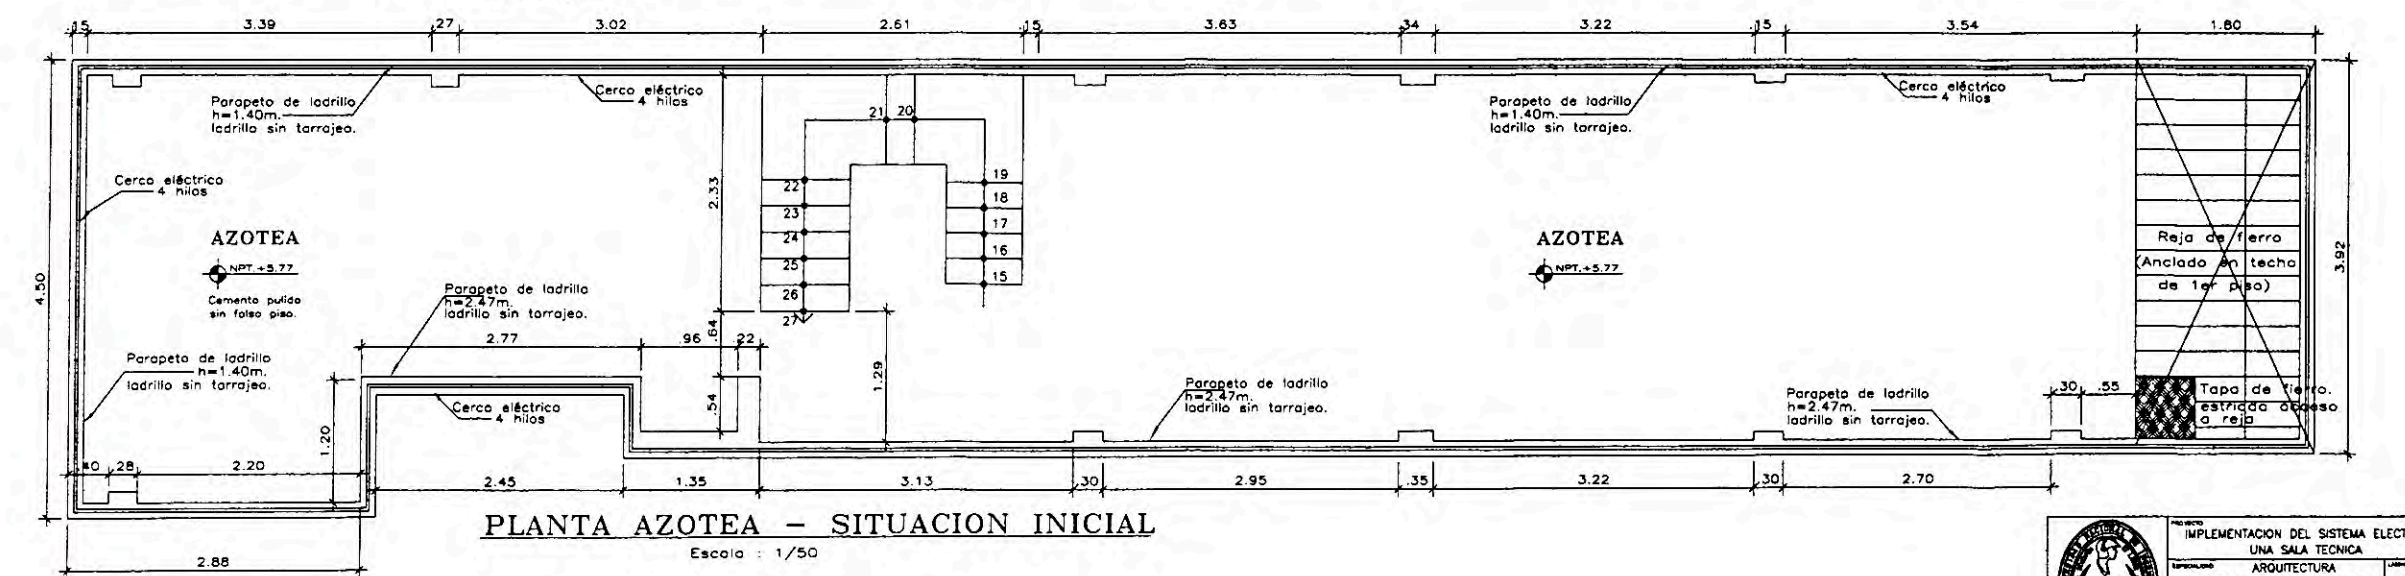 .15 3.39 .27 3.02 2.61 .15 3.63 .34 3.22 .15 3.54 1.80
Parapeto de ladrillo
h=1.40m.
ladrillo sin tarrajeo.
Cerco eléctrico
4 hilos
Parapeto de ladrillo
h=1.40m.
ladrillo sin tarrajeo.
Cerco eléctrico
4 hilos
Cerco eléctrico
4 hilos
21 20
22
23
24
25
26
27
19
18
17
16
15
2.33
.64
.54
1.29
4.50
3.92
AZOTEA
NPT.+5.77
Cemento pulido
sin falso piso.
AZOTEA
NPT.+5.77
Reja de fierro
(Anclado en techo
de 1er piso)
Parapeto de ladrillo
h=2.47m.
ladrillo sin tarrajeo.
2.77 .96 .22
Parapeto de ladrillo
h=1.40m.
ladrillo sin tarrajeo.
Cerco eléctrico
4 hilos
1.20
Parapeto de ladrillo
h=2.47m.
ladrillo sin tarrajeo.
Parapeto de ladrillo
h=2.47m.
ladrillo sin tarrajeo.
.30 .55
Tapa de fierro.
estriada acceso
a reja
.40 .28 2.20
2.45 1.35 3.13 .30 2.95 .35 3.22 .30 2.70
2.88
PLANTA AZOTEA – SITUACION INICIAL
Escala : 1/50
PROYECTO
IMPLEMENTACION DEL SISTEMA ELECT
UNA SALA TECNICA
ESPECIALIDAD
ARQUITECTURA